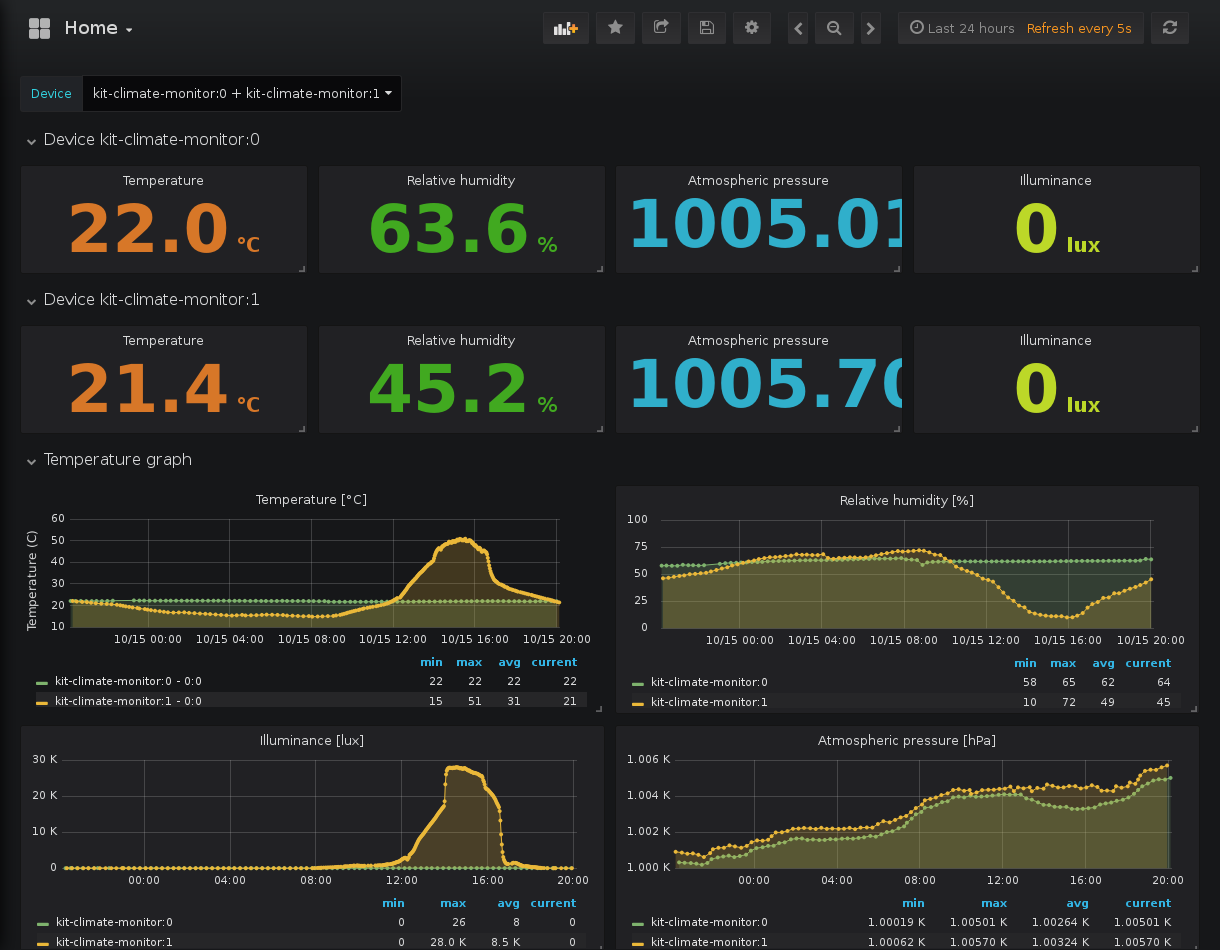 Home
Last 24 hours Refresh every 5s
Device kit-climate-monitor:0 + kit-climate-monitor:1
Device kit-climate-monitor:0
Temperature Relative humidity Atmospheric pressure Illuminance
22.0 °C 63.6 % 1005.01 0 lux
Device kit-climate-monitor:1
Temperature Relative humidity Atmospheric pressure Illuminance
21.4 °C 45.2 % 1005.70 0 lux
Temperature graph
Temperature [°C]
Temperature (C)
60
50
40
30
20
10
10/15 00:00 10/15 04:00 10/15 08:00 10/15 12:00 10/15 16:00 10/15 20:00
min max avg current
kit-climate-monitor:0 - 0:0 22 22 22 22
kit-climate-monitor:1 - 0:0 15 51 31 21
Relative humidity [%]
100
75
50
25
0
10/15 00:00 10/15 04:00 10/15 08:00 10/15 12:00 10/15 16:00 10/15 20:00
min max avg current
kit-climate-monitor:0 58 65 62 64
kit-climate-monitor:1 10 72 49 45
Illuminance [lux]
30 K
20 K
10 K
0
00:00 04:00 08:00 12:00 16:00 20:00
min max avg current
kit-climate-monitor:0 0 26 8 0
kit-climate-monitor:1 0 28.0 K 8.5 K 0
Atmospheric pressure [hPa]
1.006 K
1.004 K
1.002 K
1.000 K
00:00 04:00 08:00 12:00 16:00 20:00
min max avg current
kit-climate-monitor:0 1.00019 K 1.00501 K 1.00264 K 1.00501 K
kit-climate-monitor:1 1.00062 K 1.00570 K 1.00324 K 1.00570 K